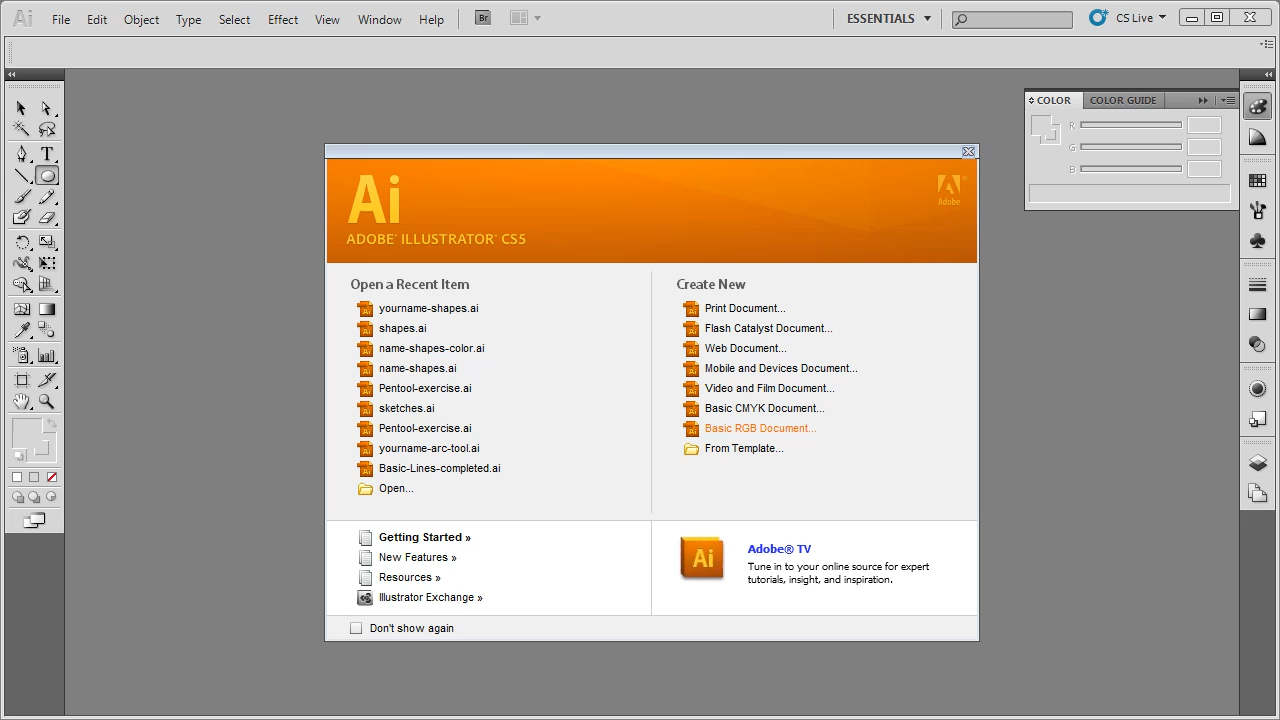 Ai File Edit Object Type Select Effect View Window Help Br ESSENTIALS CS Live
COLOR COLOR GUIDE
R
G
B
T
Ai
Adobe
ADOBE® ILLUSTRATOR® CS5
Open a Recent Item
yourname-shapes.ai
shapes.ai
name-shapes-color.ai
name-shapes.ai
Pentool-exercise.ai
sketches.ai
Pentool-exercise.ai
yourname-arc-tool.ai
Basic-Lines-completed.ai
Open...
Create New
Print Document...
Flash Catalyst Document...
Web Document...
Mobile and Devices Document...
Video and Film Document...
Basic CMYK Document...
Basic RGB Document...
From Template...
Getting Started »
New Features »
Resources »
Illustrator Exchange »
Ai
Adobe® TV
Tune in to your online source for expert
tutorials, insight, and inspiration.
Don't show again